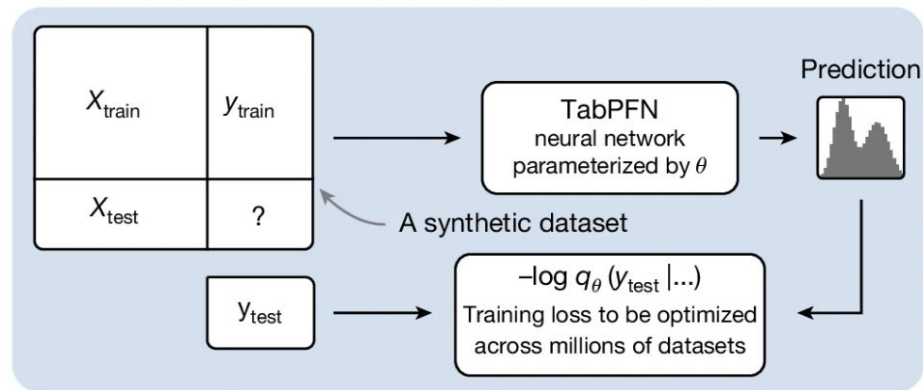 X_train
y_train
X_test
?
A synthetic dataset
TabPFN
neural network
parameterized by θ
Prediction
y_test
–log q_θ (y_test |...)
Training loss to be optimized
across millions of datasets